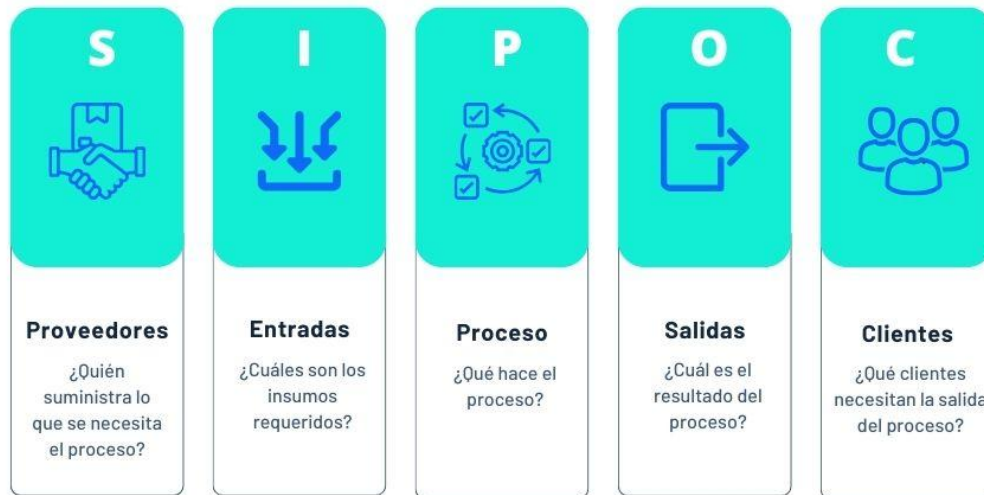 S
I
P
O
C
Proveedores
¿Quién
suministra lo
que se necesita
el proceso?
Entradas
¿Cuáles son los
insumos
requeridos?
Proceso
¿Qué hace el
proceso?
Salidas
¿Cuál es el
resultado del
proceso?
Clientes
¿Qué clientes
necesitan la salida
del proceso?